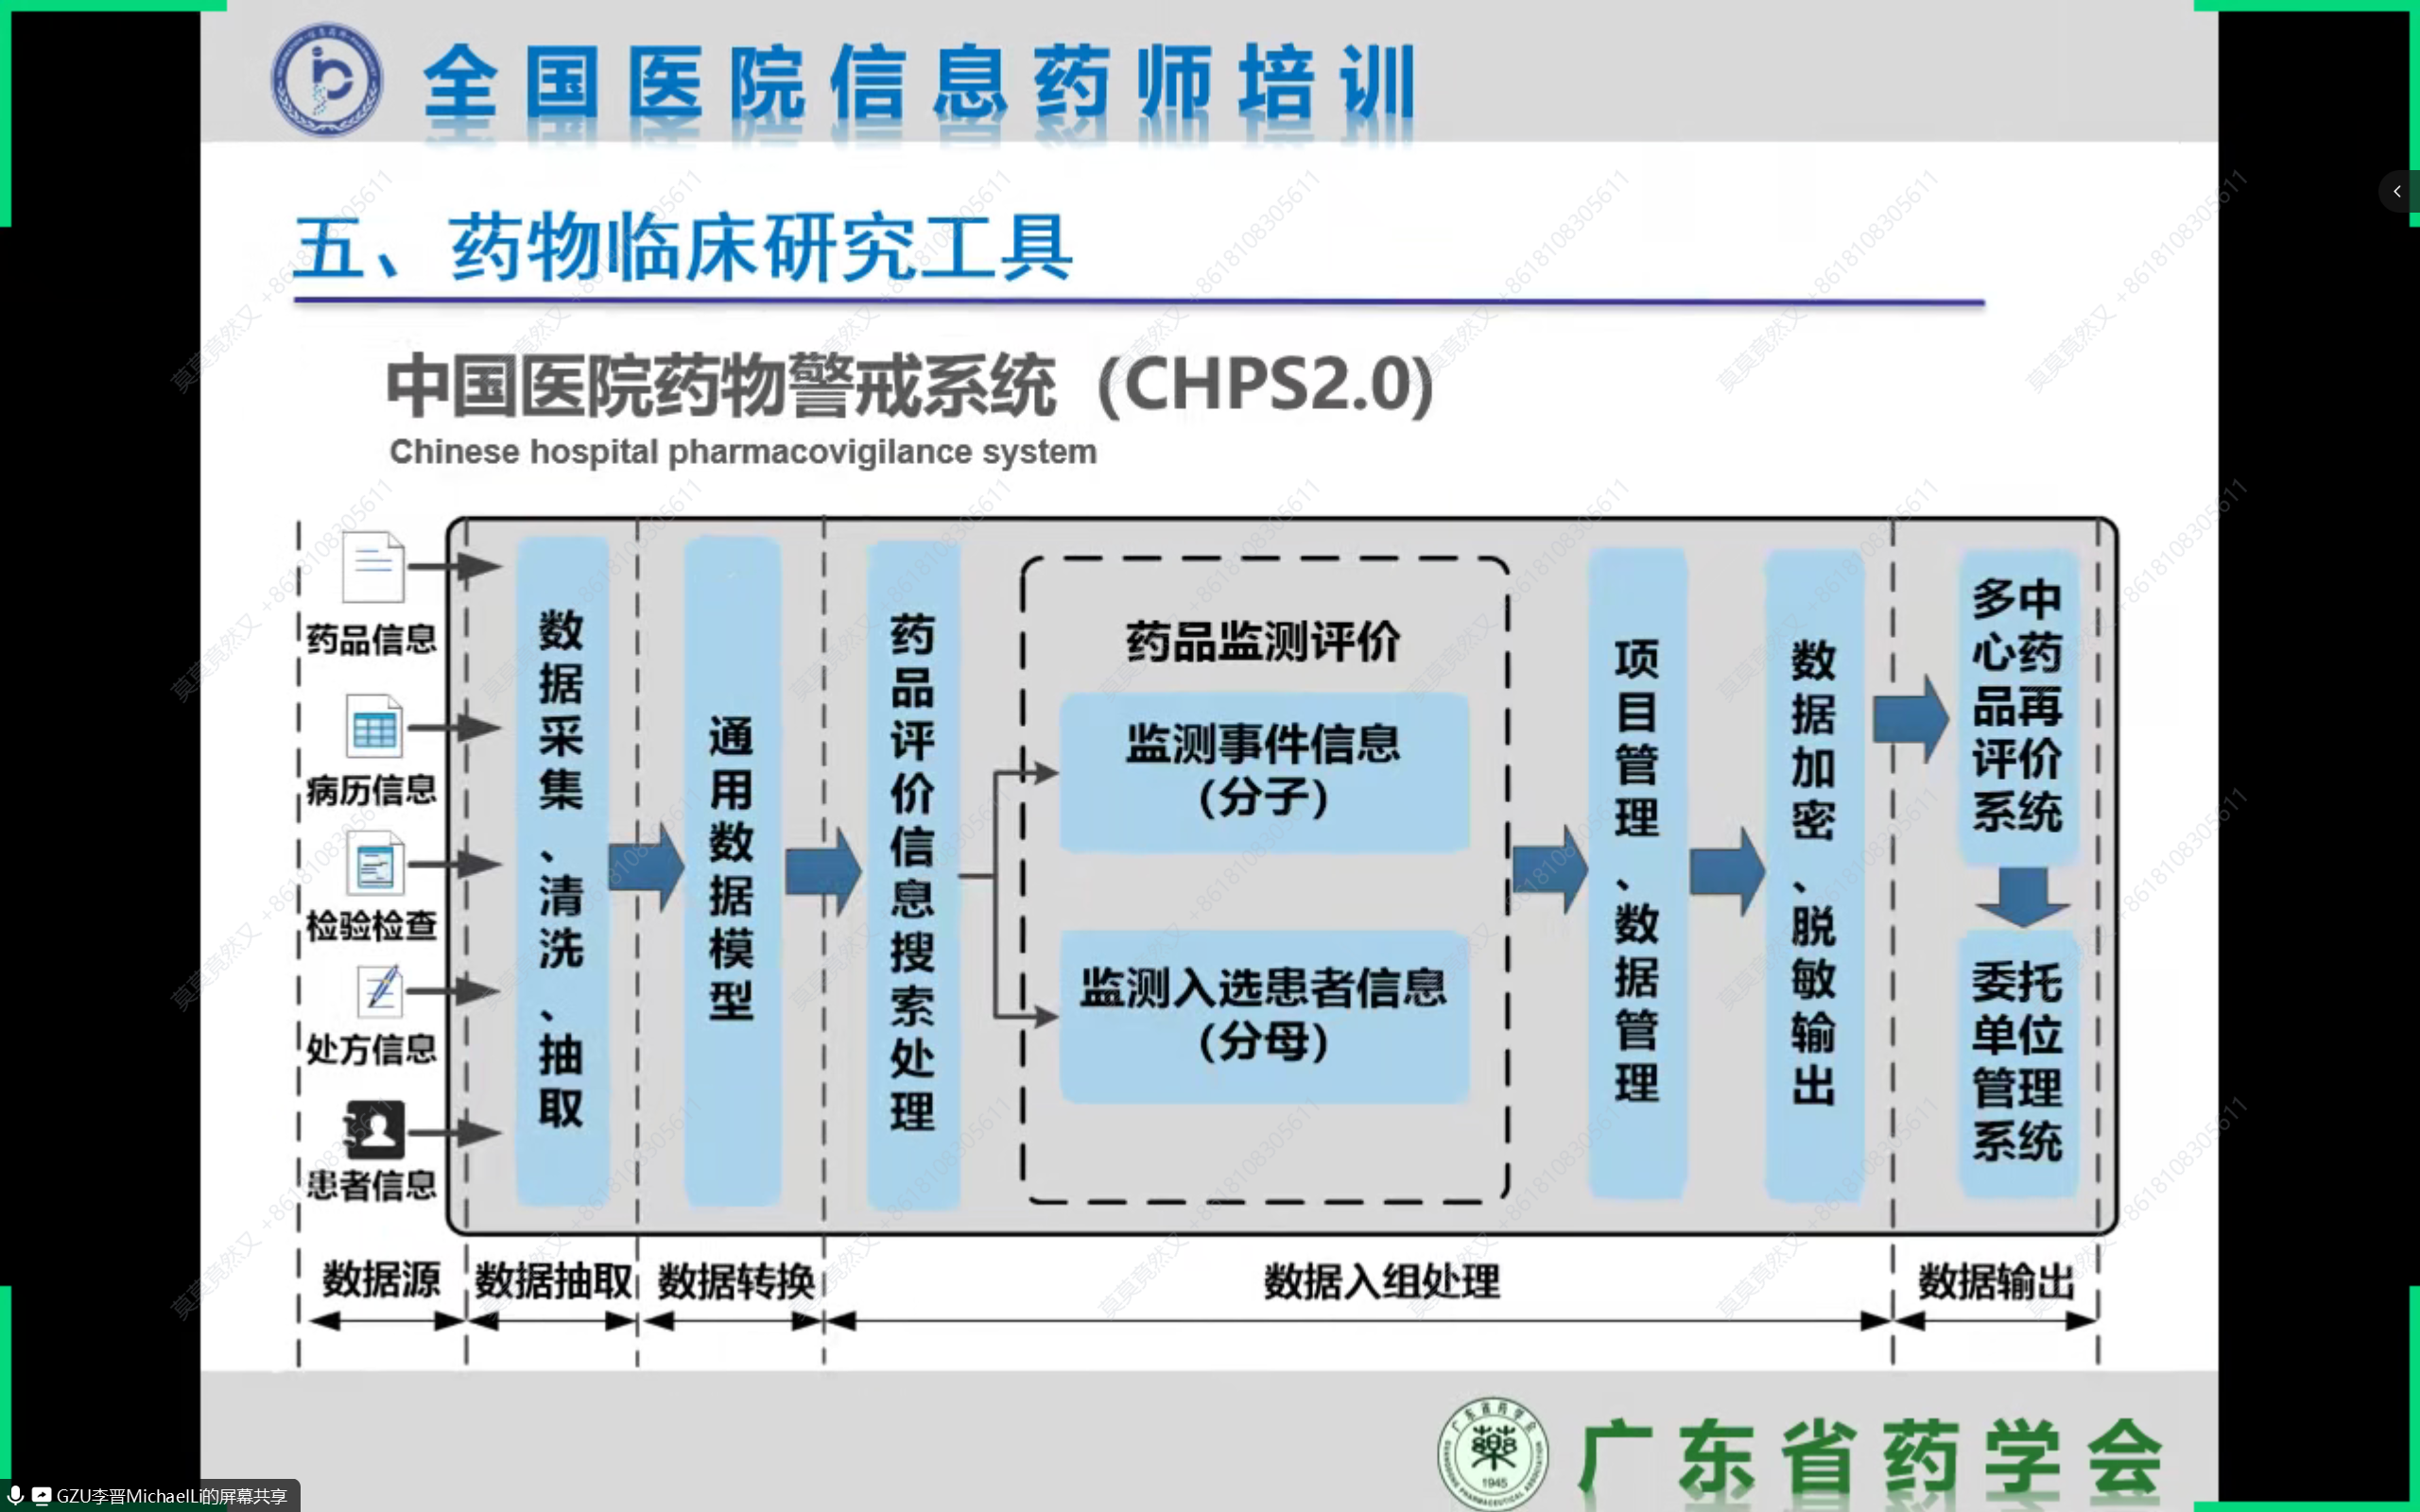 全国医院信息药师培训
五、药物临床研究工具
中国医院药物警戒系统（CHPS2.0)
Chinese hospital pharmacovigilance system
药品信息
病历信息
检验检查
处方信息
患者信息
数据采集、清洗、抽取
通用数据模型
药品评价信息搜索处理
药品监测评价
监测事件信息
（分子）
监测入选患者信息
（分母）
项目管理、数据管理
数据加密、脱敏输出
多中
心药
品再
评价
系统
委托
单位
管理
系统
数据源
数据抽取
数据转换
数据入组处理
数据输出
广东省药学会
1945
GZU李晋MichaelLi的屏幕共享
莫莫竟然又 +8618108305611